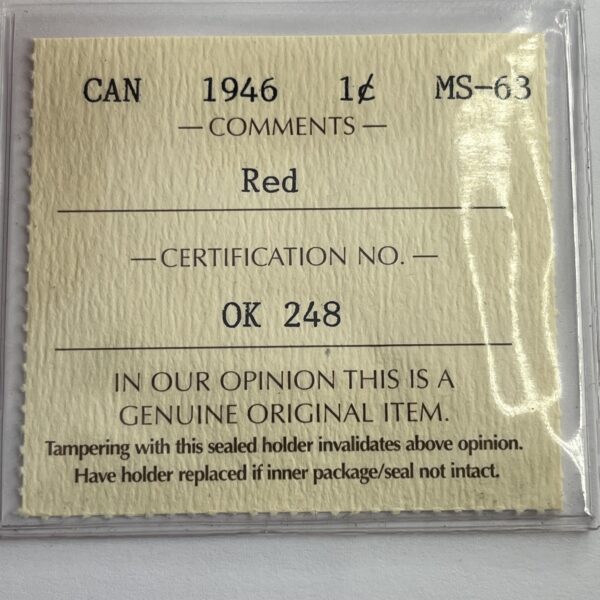 CAN 1946 1¢ MS-63
— COMMENTS —
Red
— CERTIFICATION NO. —
OK 248
IN OUR OPINION THIS IS A
GENUINE ORIGINAL ITEM.
Tampering with this sealed holder invalidates above opinion.
Have holder replaced if inner package/seal not intact.